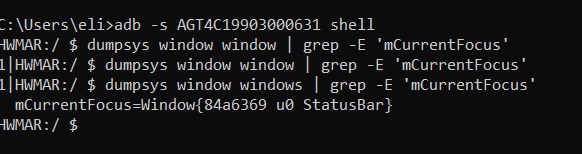 C:\Users\eli>adb -s AGT4C19903000631 shell
HWMAR:/ $ dumpsys window window | grep -E 'mCurrentFocus'
1|HWMAR:/ $ dumpsys window window | grep -E 'mCurrentFocus'
1|HWMAR:/ $ dumpsys window windows | grep -E 'mCurrentFocus'
  mCurrentFocus=Window{84a6369 u0 StatusBar}
HWMAR:/ $